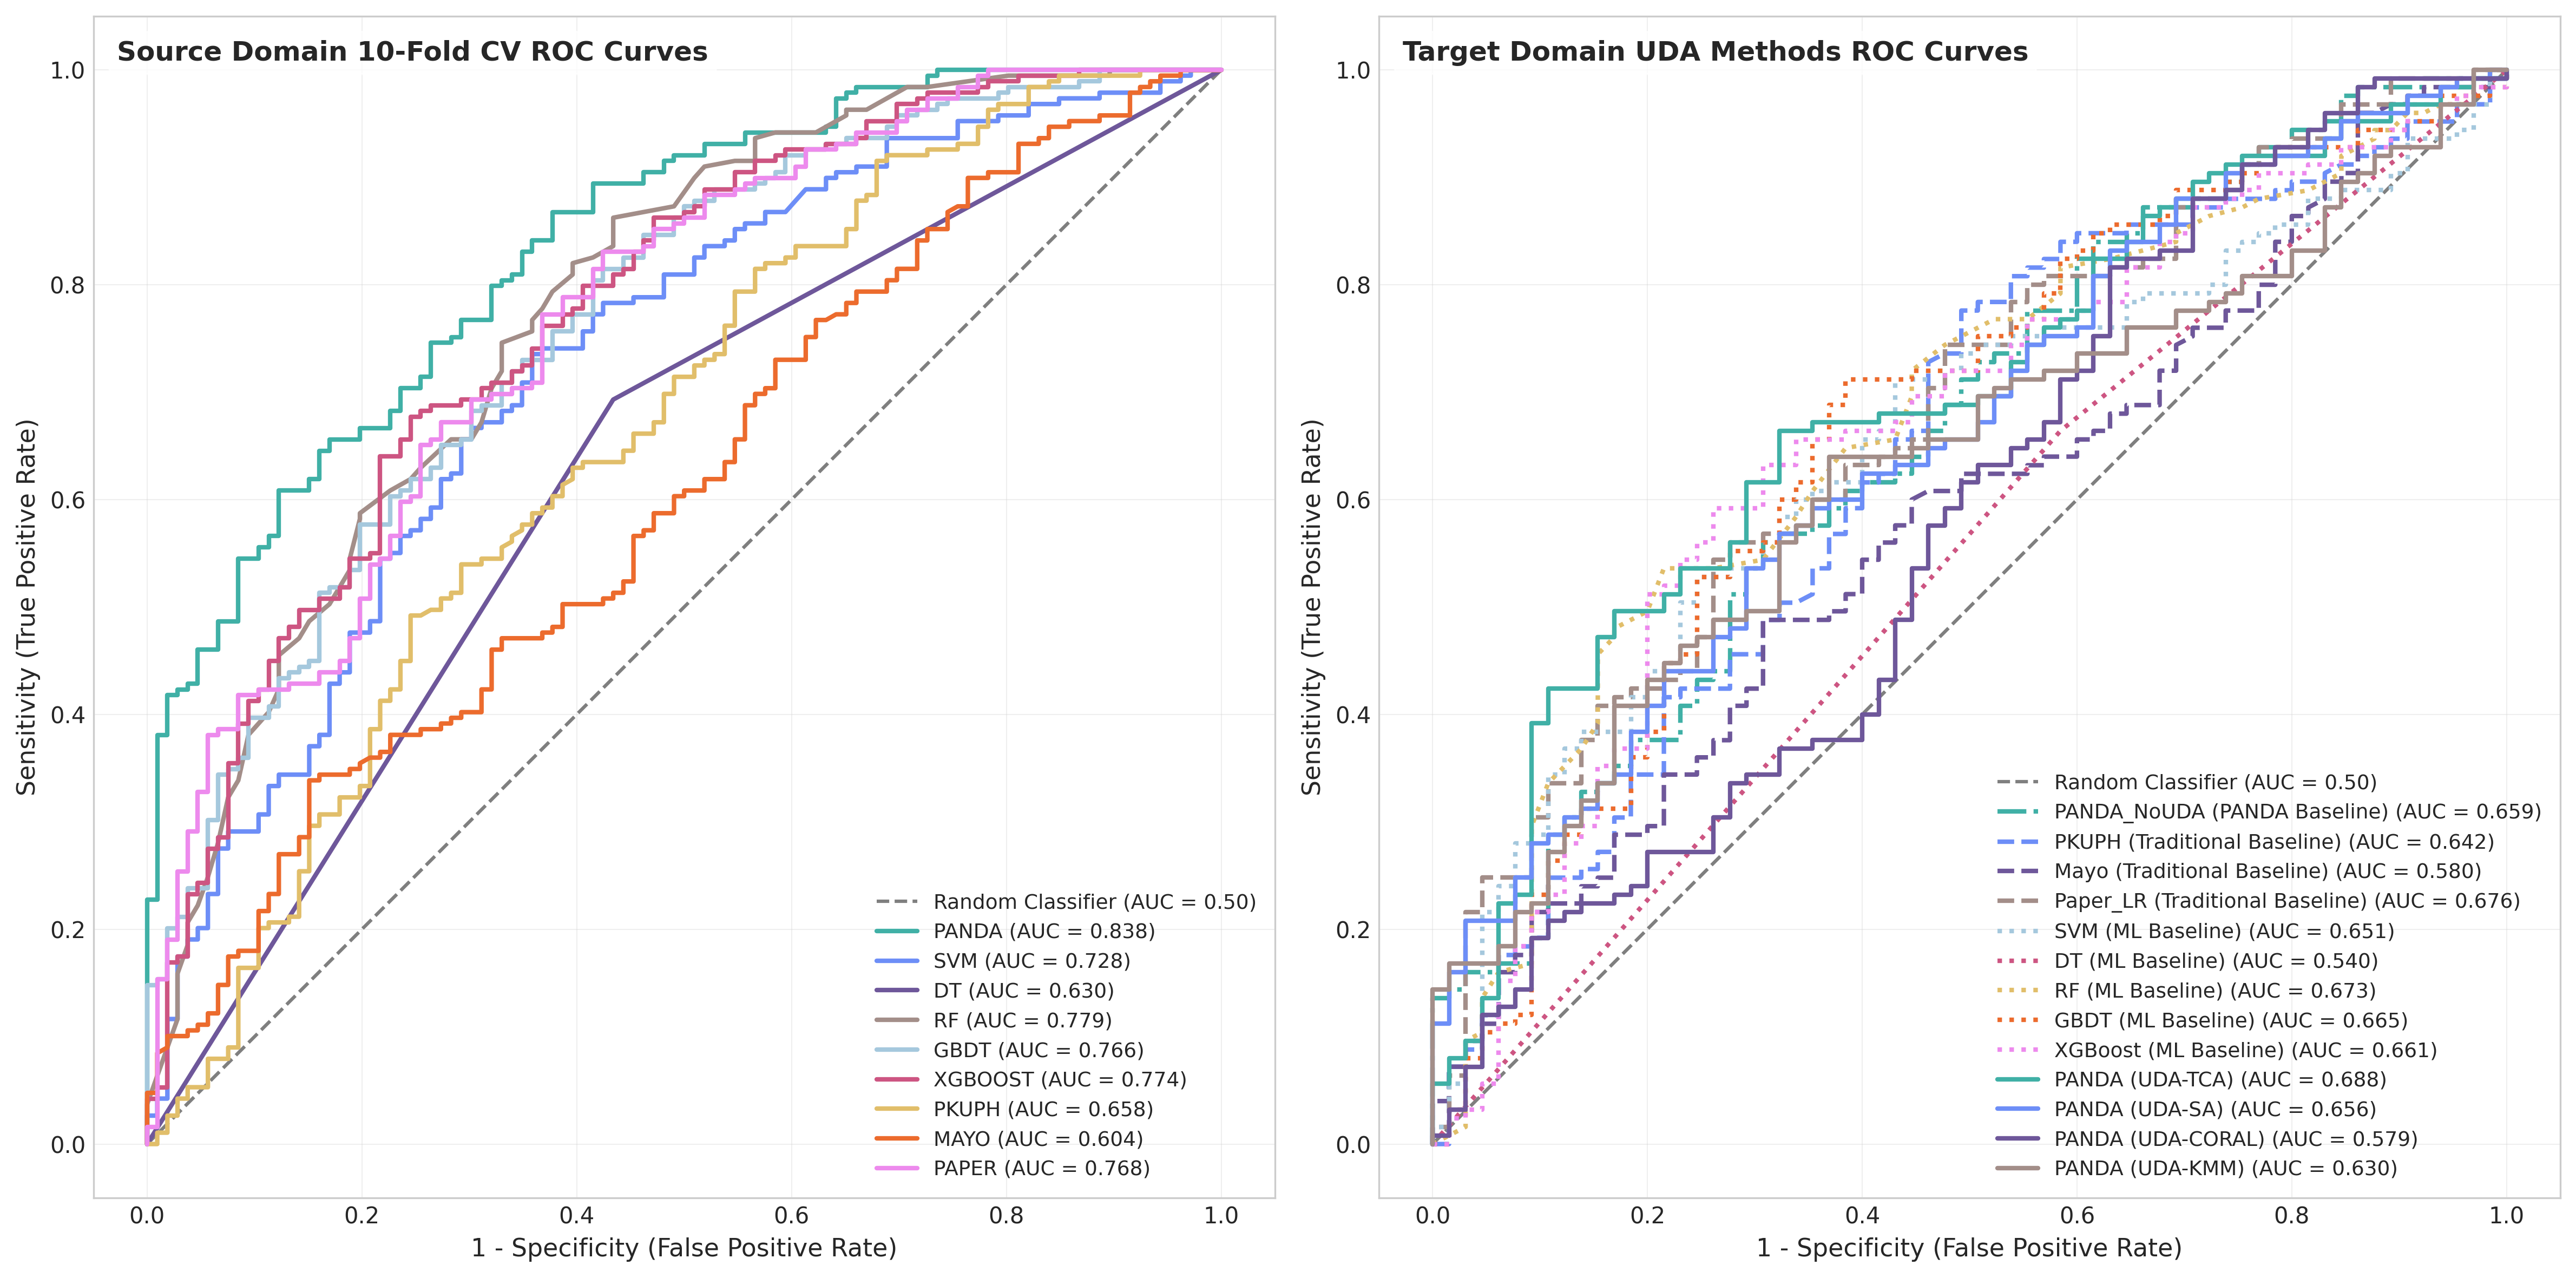 Source Domain 10-Fold CV ROC Curves
Sensitivity (True Positive Rate)
1.0
0.8
0.6
0.4
0.2
0.0
Random Classifier (AUC = 0.50)
PANDA (AUC = 0.838)
SVM (AUC = 0.728)
DT (AUC = 0.630)
RF (AUC = 0.779)
GBDT (AUC = 0.766)
XGBOOST (AUC = 0.774)
PKUPH (AUC = 0.658)
MAYO (AUC = 0.604)
PAPER (AUC = 0.768)
0.0 0.2 0.4 0.6 0.8 1.0
1 - Specificity (False Positive Rate)
Target Domain UDA Methods ROC Curves
Sensitivity (True Positive Rate)
1.0
0.8
0.6
0.4
0.2
0.0
Random Classifier (AUC = 0.50)
PANDA_NoUDA (PANDA Baseline) (AUC = 0.659)
PKUPH (Traditional Baseline) (AUC = 0.642)
Mayo (Traditional Baseline) (AUC = 0.580)
Paper_LR (Traditional Baseline) (AUC = 0.676)
SVM (ML Baseline) (AUC = 0.651)
DT (ML Baseline) (AUC = 0.540)
RF (ML Baseline) (AUC = 0.673)
GBDT (ML Baseline) (AUC = 0.665)
XGBoost (ML Baseline) (AUC = 0.661)
PANDA (UDA-TCA) (AUC = 0.688)
PANDA (UDA-SA) (AUC = 0.656)
PANDA (UDA-CORAL) (AUC = 0.579)
PANDA (UDA-KMM) (AUC = 0.630)
0.0 0.2 0.4 0.6 0.8 1.0
1 - Specificity (False Positive Rate)